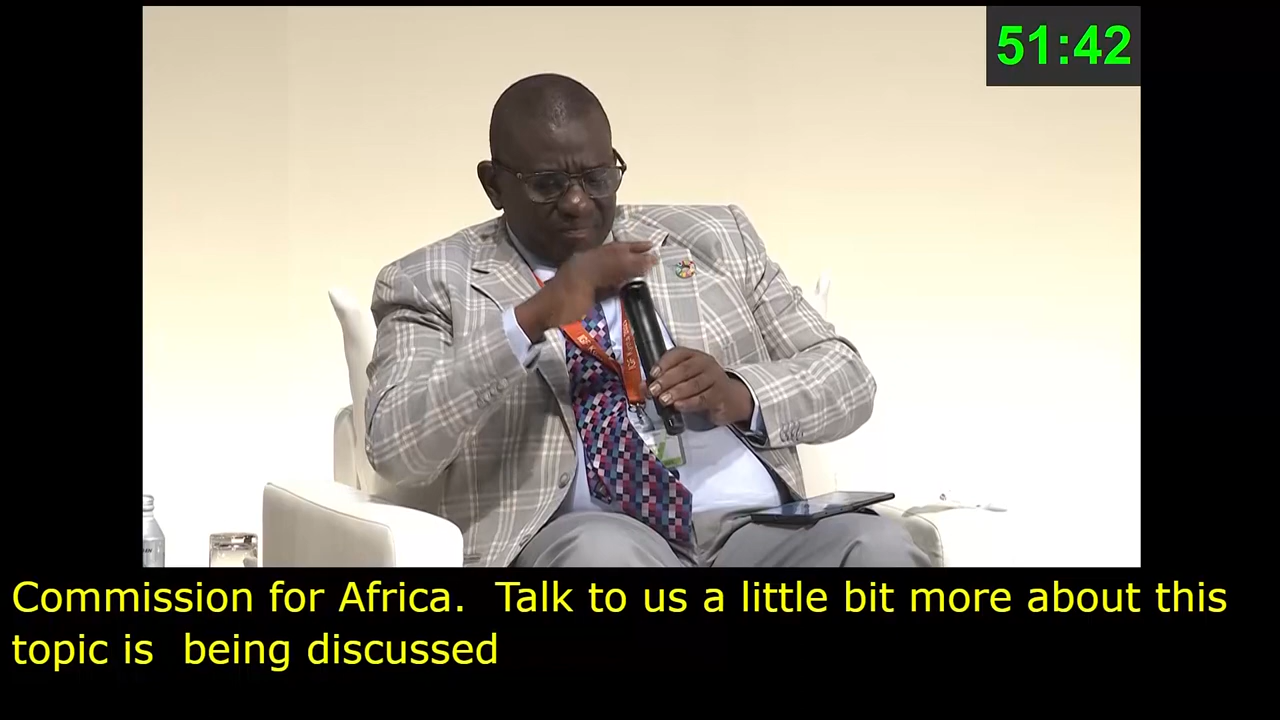 51:42
Commission for Africa.  Talk to us a little bit more about this
topic is  being discussed